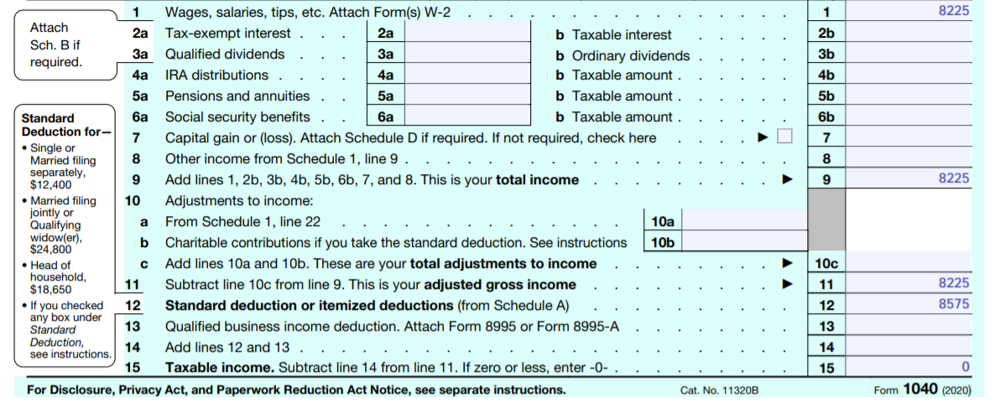 Attach
Sch. B if
required.
Standard
Deduction for—
• Single or
Married filing
separately,
$12,400
• Married filing
jointly or
Qualifying
widow(er),
$24,800
• Head of
household,
$18,650
• If you checked
any box under
Standard
Deduction,
see instructions.
1 Wages, salaries, tips, etc. Attach Form(s) W-2 . . . . . . . . . . . . . . . . 1 8225
2a Tax-exempt interest . . . 2a b Taxable interest . . . . . 2b
3a Qualified dividends . . . 3a b Ordinary dividends . . . . . 3b
4a IRA distributions . . . . 4a b Taxable amount . . . . . . 4b
5a Pensions and annuities . . 5a b Taxable amount . . . . . . 5b
6a Social security benefits . . 6a b Taxable amount . . . . . . 6b
7 Capital gain or (loss). Attach Schedule D if required. If not required, check here . . . . ▶ 7
8 Other income from Schedule 1, line 9 . . . . . . . . . . . . . . . . . . . 8
9 Add lines 1, 2b, 3b, 4b, 5b, 6b, 7, and 8. This is your total income . . . . . . . . . ▶ 9 8225
10 Adjustments to income:
a From Schedule 1, line 22 . . . . . . . . . . . . . . 10a
b Charitable contributions if you take the standard deduction. See instructions 10b
c Add lines 10a and 10b. These are your total adjustments to income . . . . . . . . ▶ 10c
11 Subtract line 10c from line 9. This is your adjusted gross income . . . . . . . . . ▶ 11 8225
12 Standard deduction or itemized deductions (from Schedule A) . . . . . . . . . . 12 8575
13 Qualified business income deduction. Attach Form 8995 or Form 8995-A . . . . . . . . 13
14 Add lines 12 and 13 . . . . . . . . . . . . . . . . . . . . . . . . 14
15 Taxable income. Subtract line 14 from line 11. If zero or less, enter -0- . . . . . . . . . 15 0
For Disclosure, Privacy Act, and Paperwork Reduction Act Notice, see separate instructions. Cat. No. 11320B Form 1040 (2020)